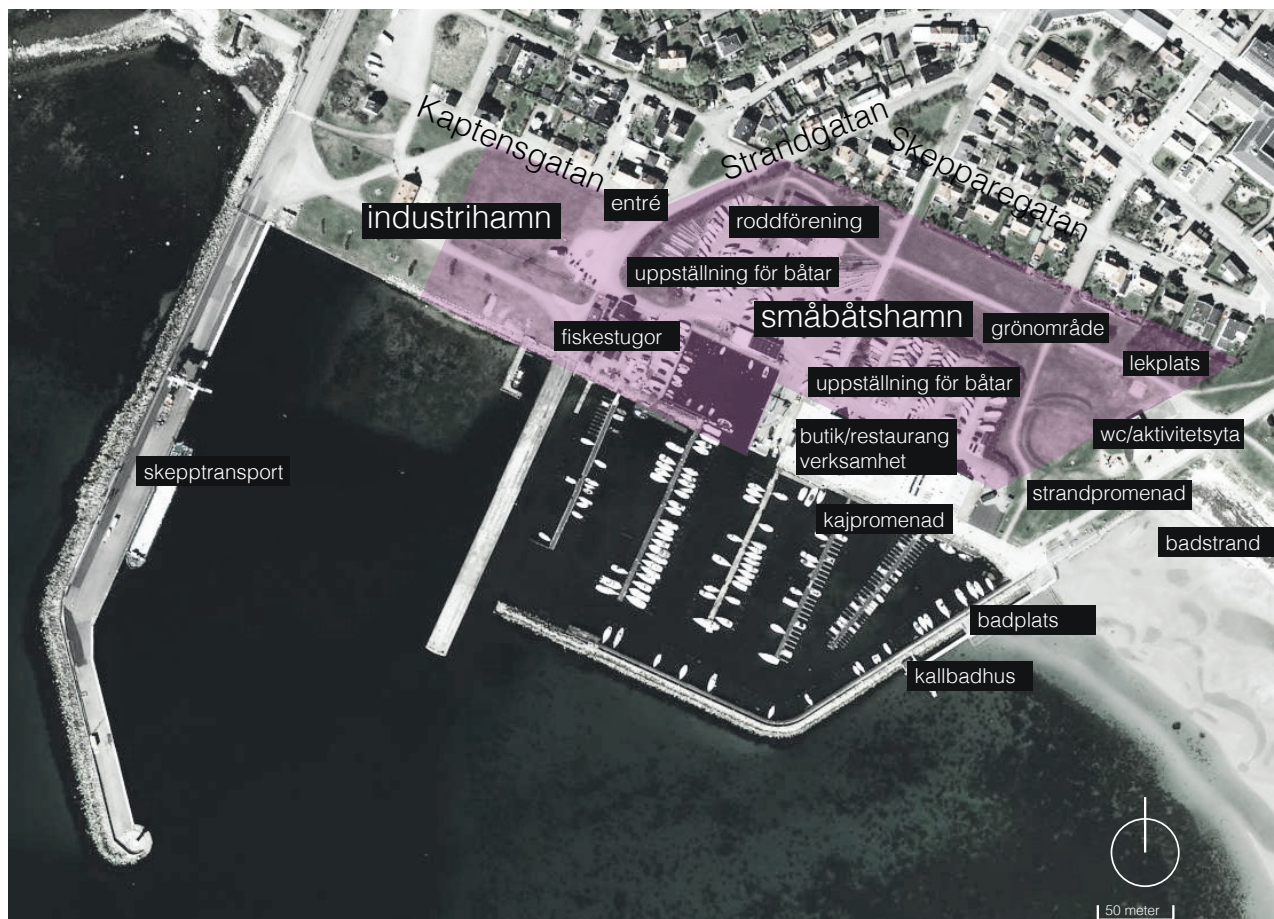 Kaptensgatan
Strandgatan
Skepparegatan
entré
industrihamn
roddförening
uppställning för båtar
småbåtshamn
grönområde
fiskestugor
lekplats
uppställning för båtar
butik/restaurang
verksamhet
wc/aktivitetsyta
skepptransport
strandpromenad
kajpromenad
badstrand
badplats
kallbadhus
50 meter